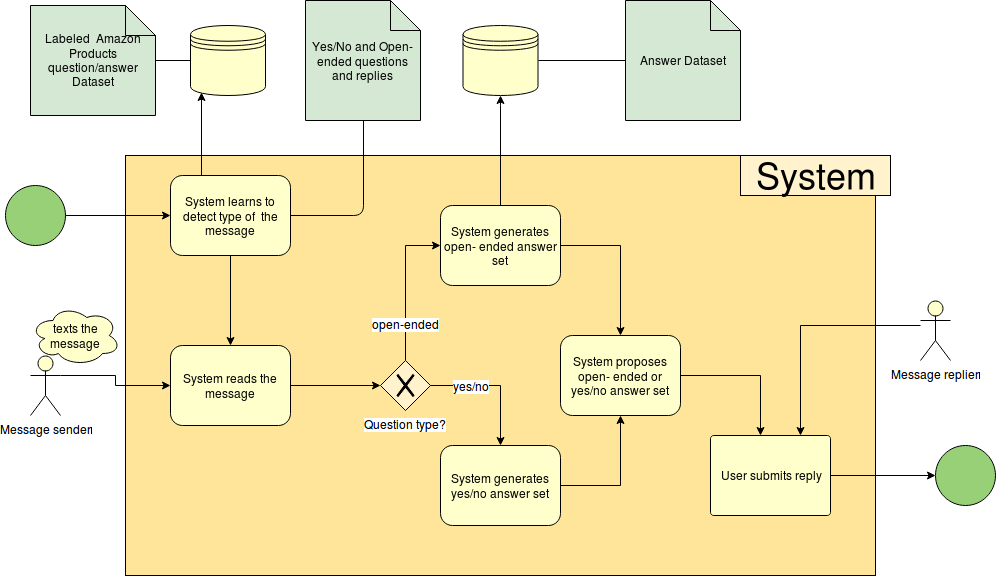 Labeled Amazon
Products
question/answer
Dataset
Yes/No and Open-
ended questions
and replies
Answer Dataset
System
System learns to
detect type of the
message
System generates
open- ended answer
set
texts the
message
open-ended
System reads the
message
yes/no
System proposes
open- ended or
yes/no answer set
Message replier
Message sender
Question type?
System generates
yes/no answer set
User submits reply